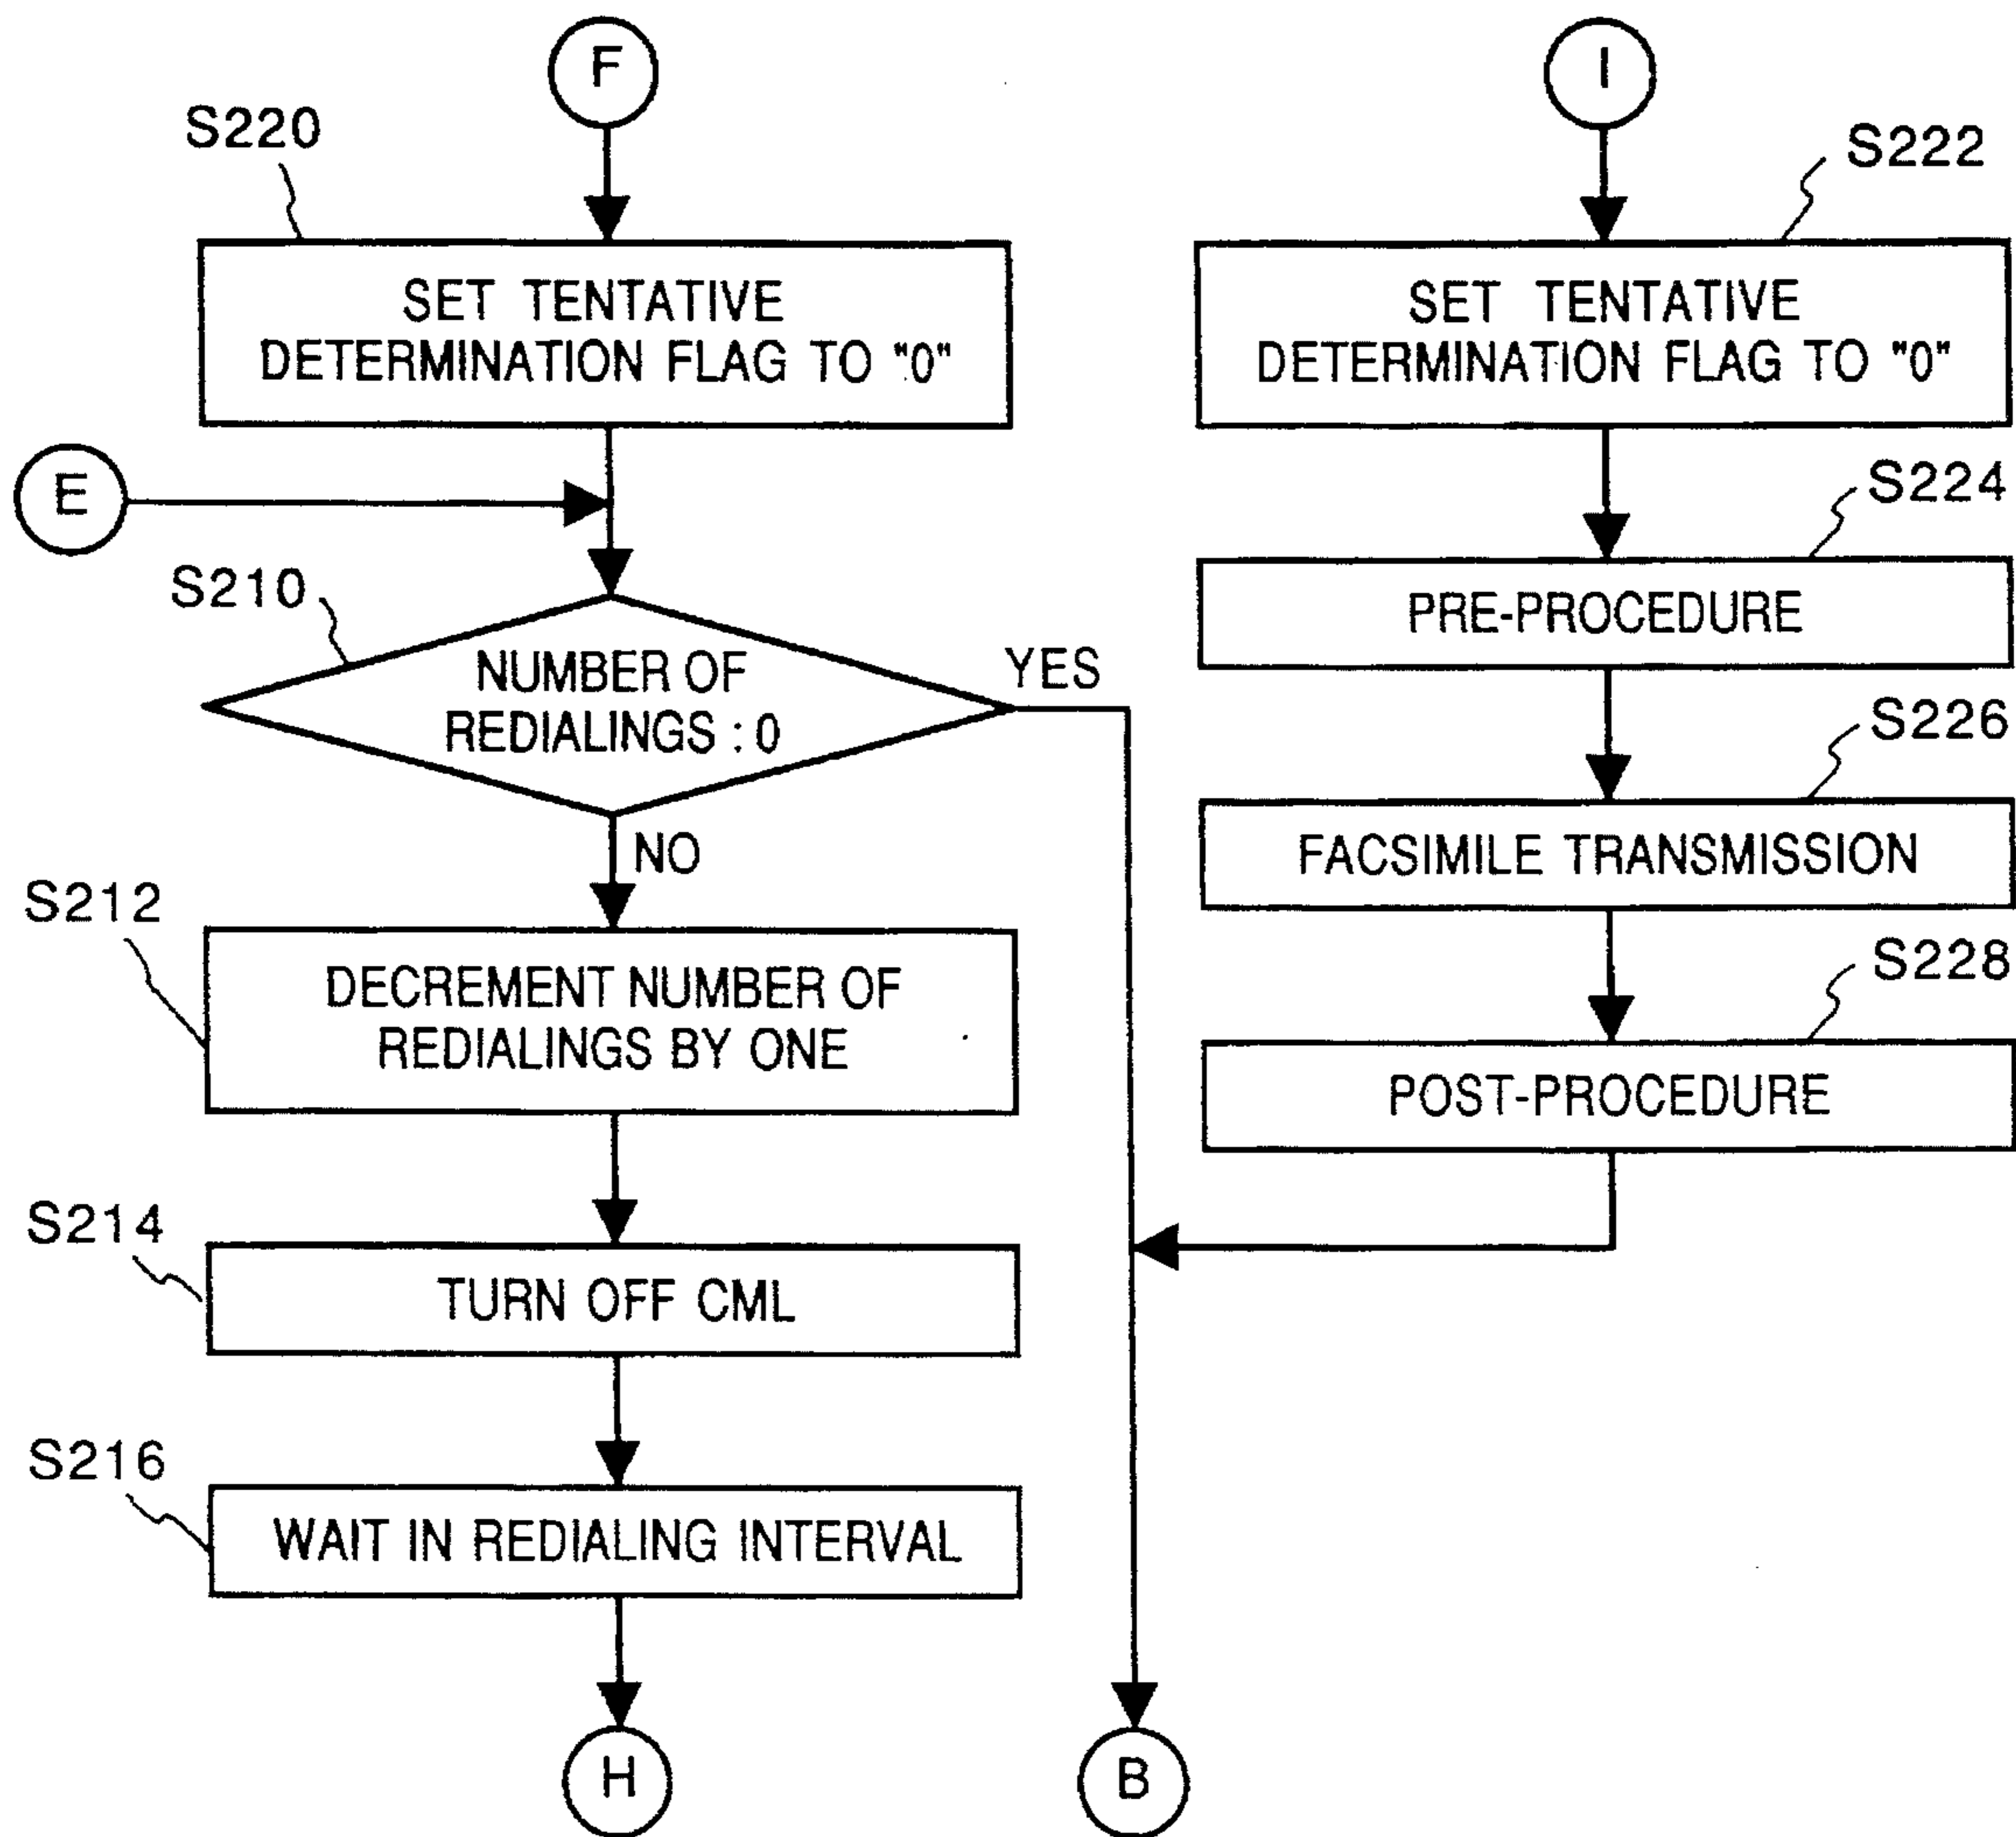 F
S220
SET TENTATIVE
DETERMINATION FLAG TO "0"
E
S210
NUMBER OF
REDIALINGS : 0
YES
NO
S212
DECREMENT NUMBER OF
REDIALINGS BY ONE
S214
TURN OFF CML
S216
WAIT IN REDIALING INTERVAL
H
I
S222
SET TENTATIVE
DETERMINATION FLAG TO "0"
S224
PRE-PROCEDURE
S226
FACSIMILE TRANSMISSION
S228
POST-PROCEDURE
B